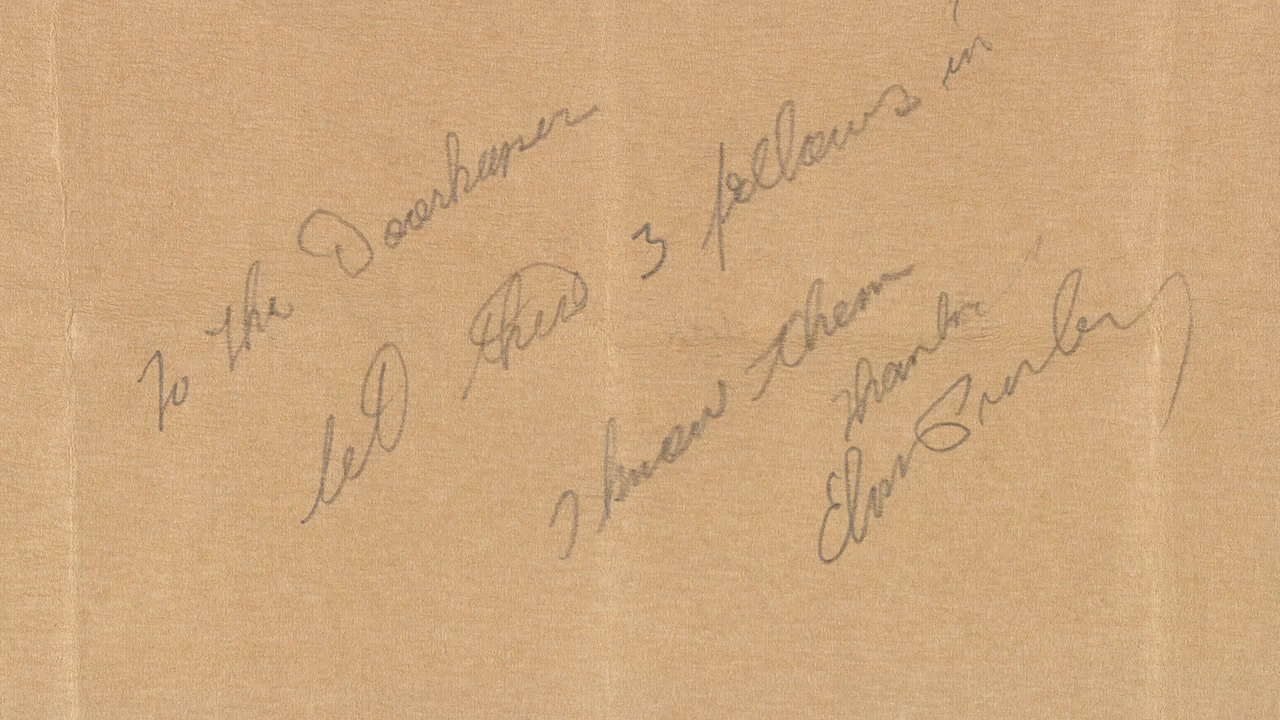 To the Doorkeeper
let these 3 fellows in
I know them
thanks
Elvis Presley